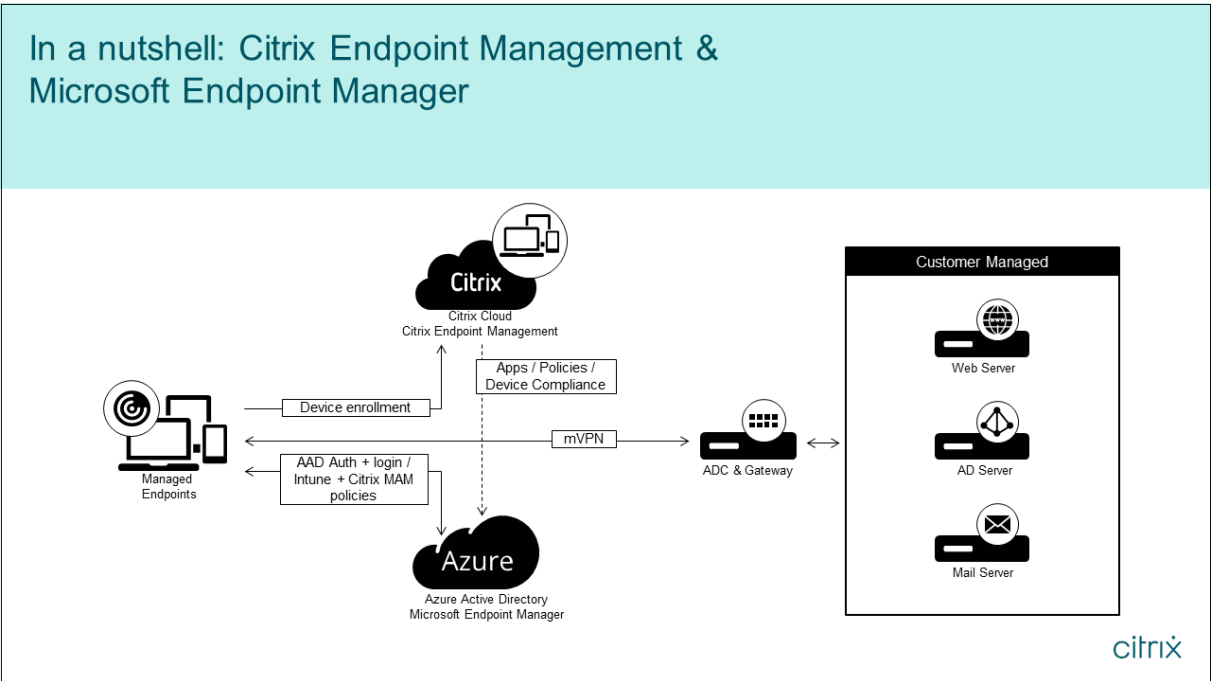 In a nutshell: Citrix Endpoint Management &
Microsoft Endpoint Manager
Citrix
Citrix Cloud
Citrix Endpoint Management
Apps / Policies /
Device Compliance
Device enrollment
mVPN
AAD Auth + login /
Intune + Citrix MAM
policies
Managed
Endpoints
Azure
Azure Active Directory
Microsoft Endpoint Manager
ADC & Gateway
Customer Managed
www
Web Server
AD Server
Mail Server
citrix